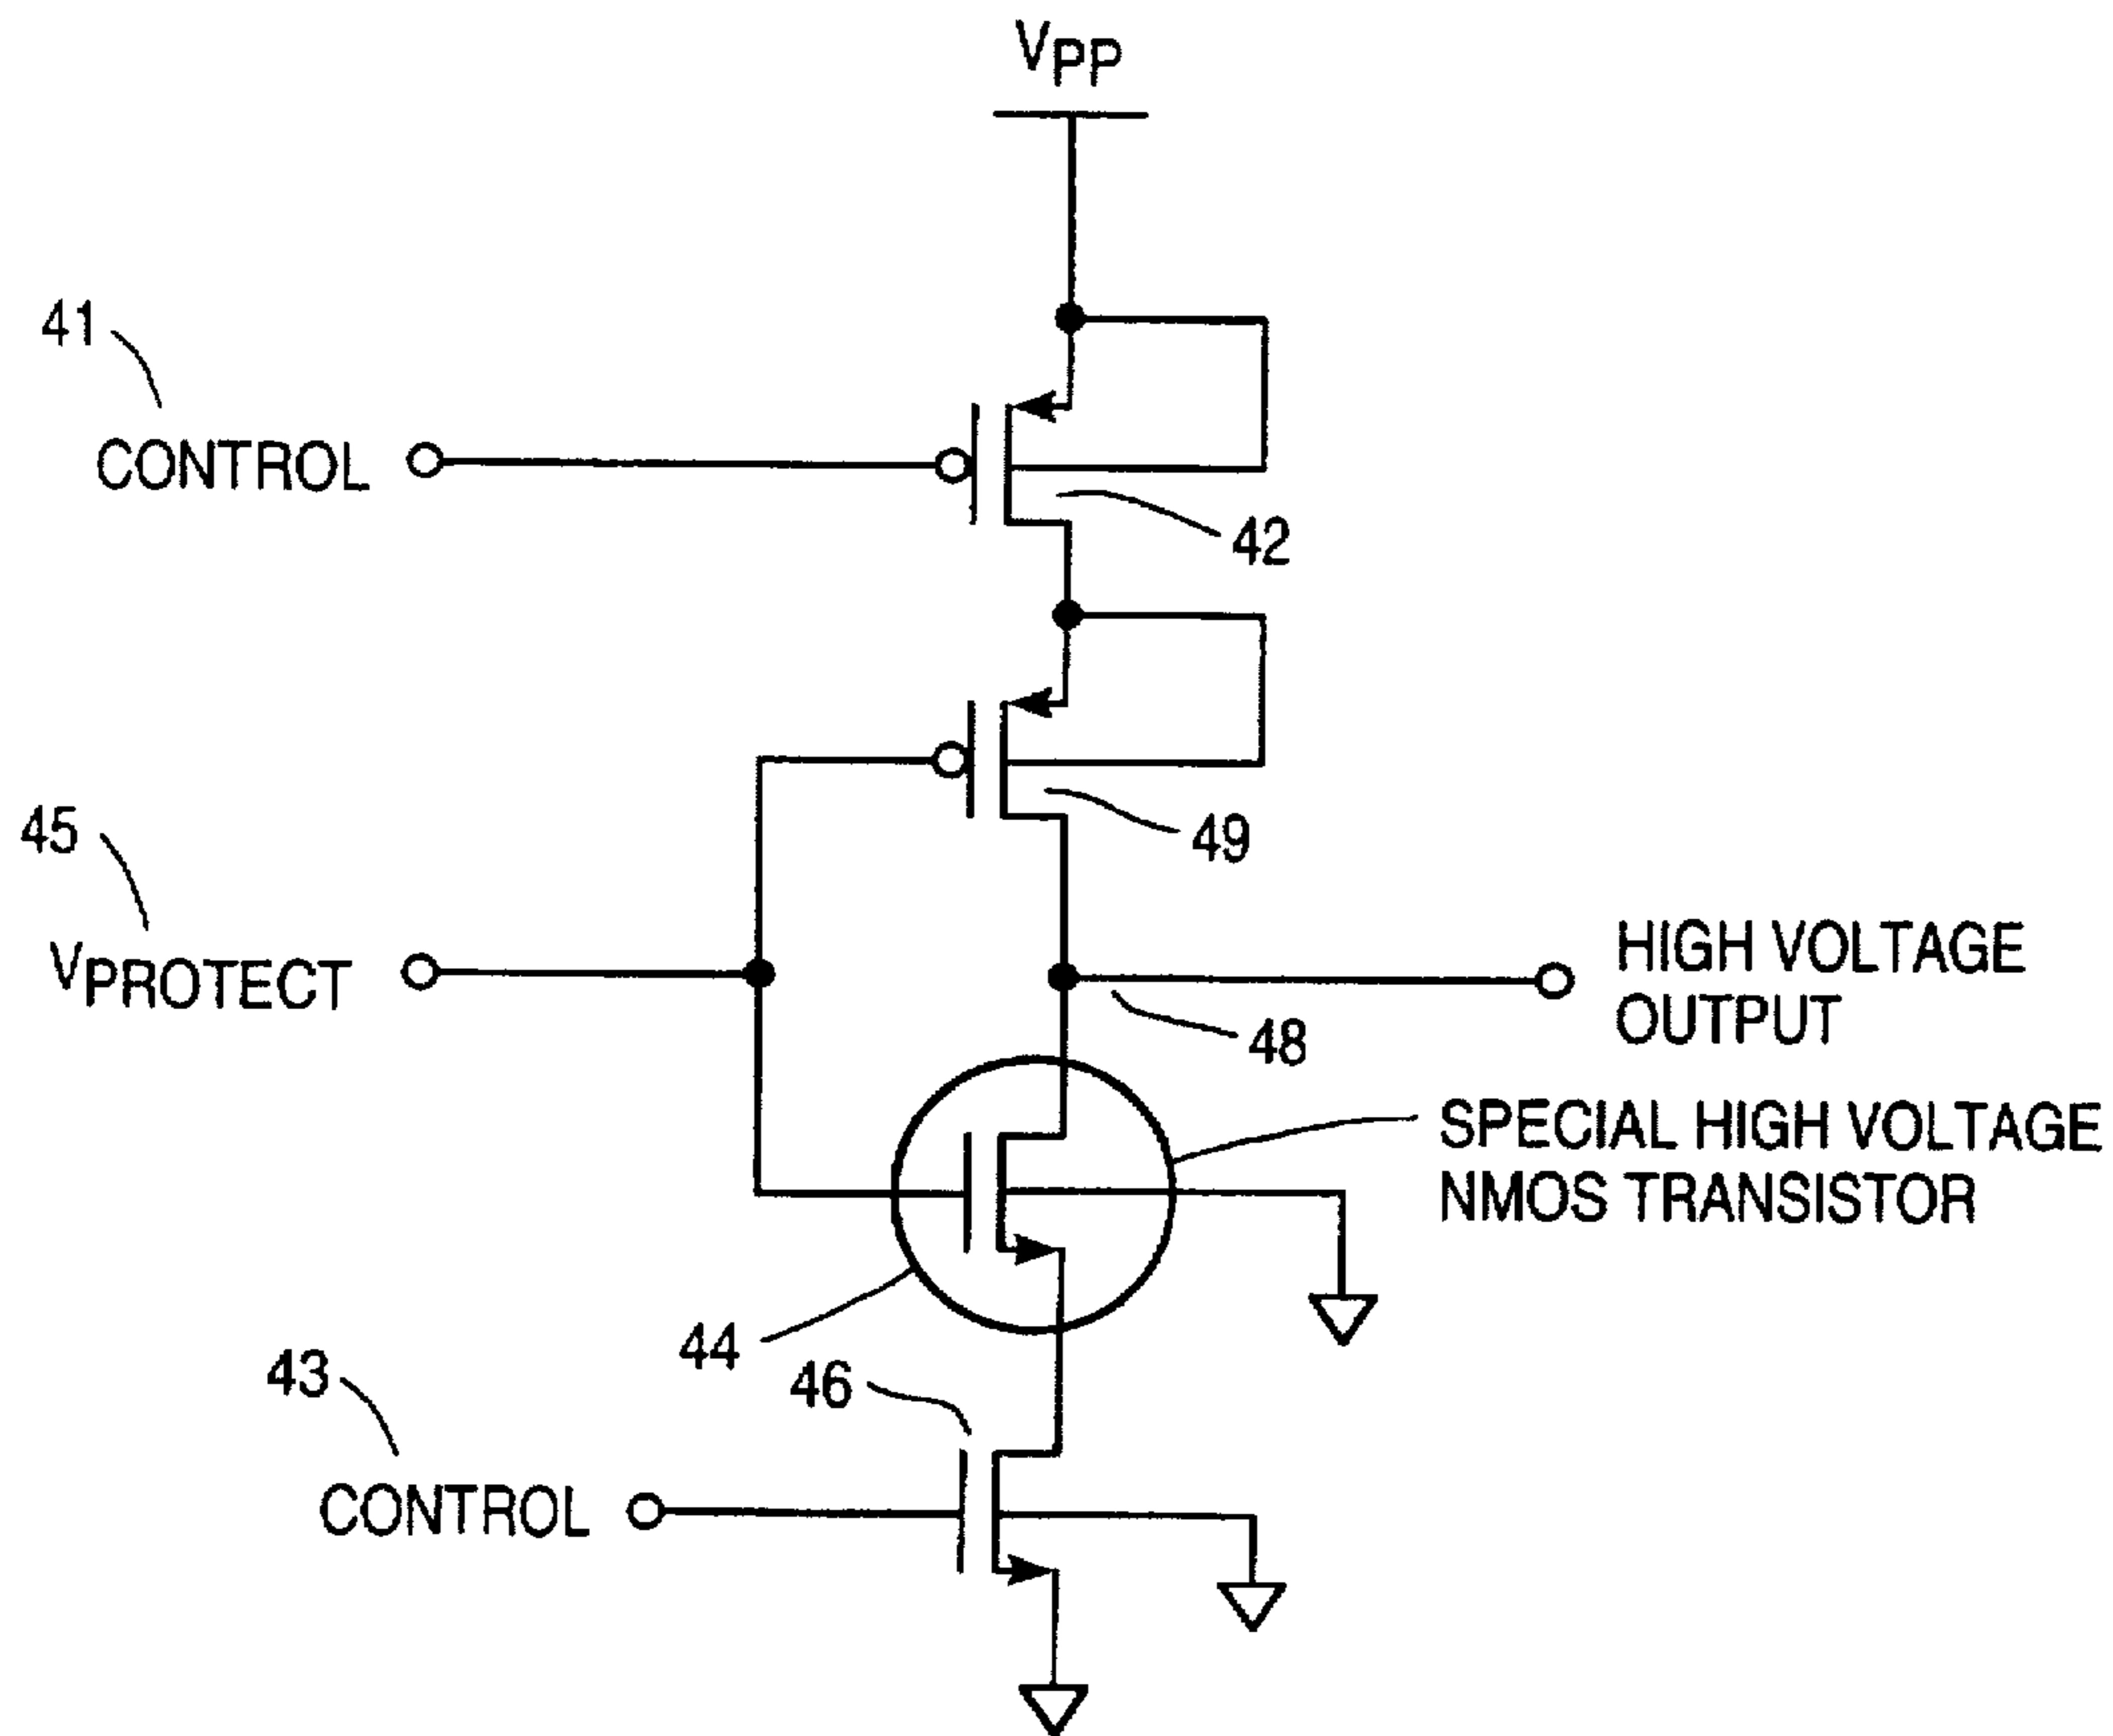 VPP
41
CONTROL
42
45
49
VPROTECT
HIGH VOLTAGE
OUTPUT
48
SPECIAL HIGH VOLTAGE
NMOS TRANSISTOR
44
43
46
CONTROL